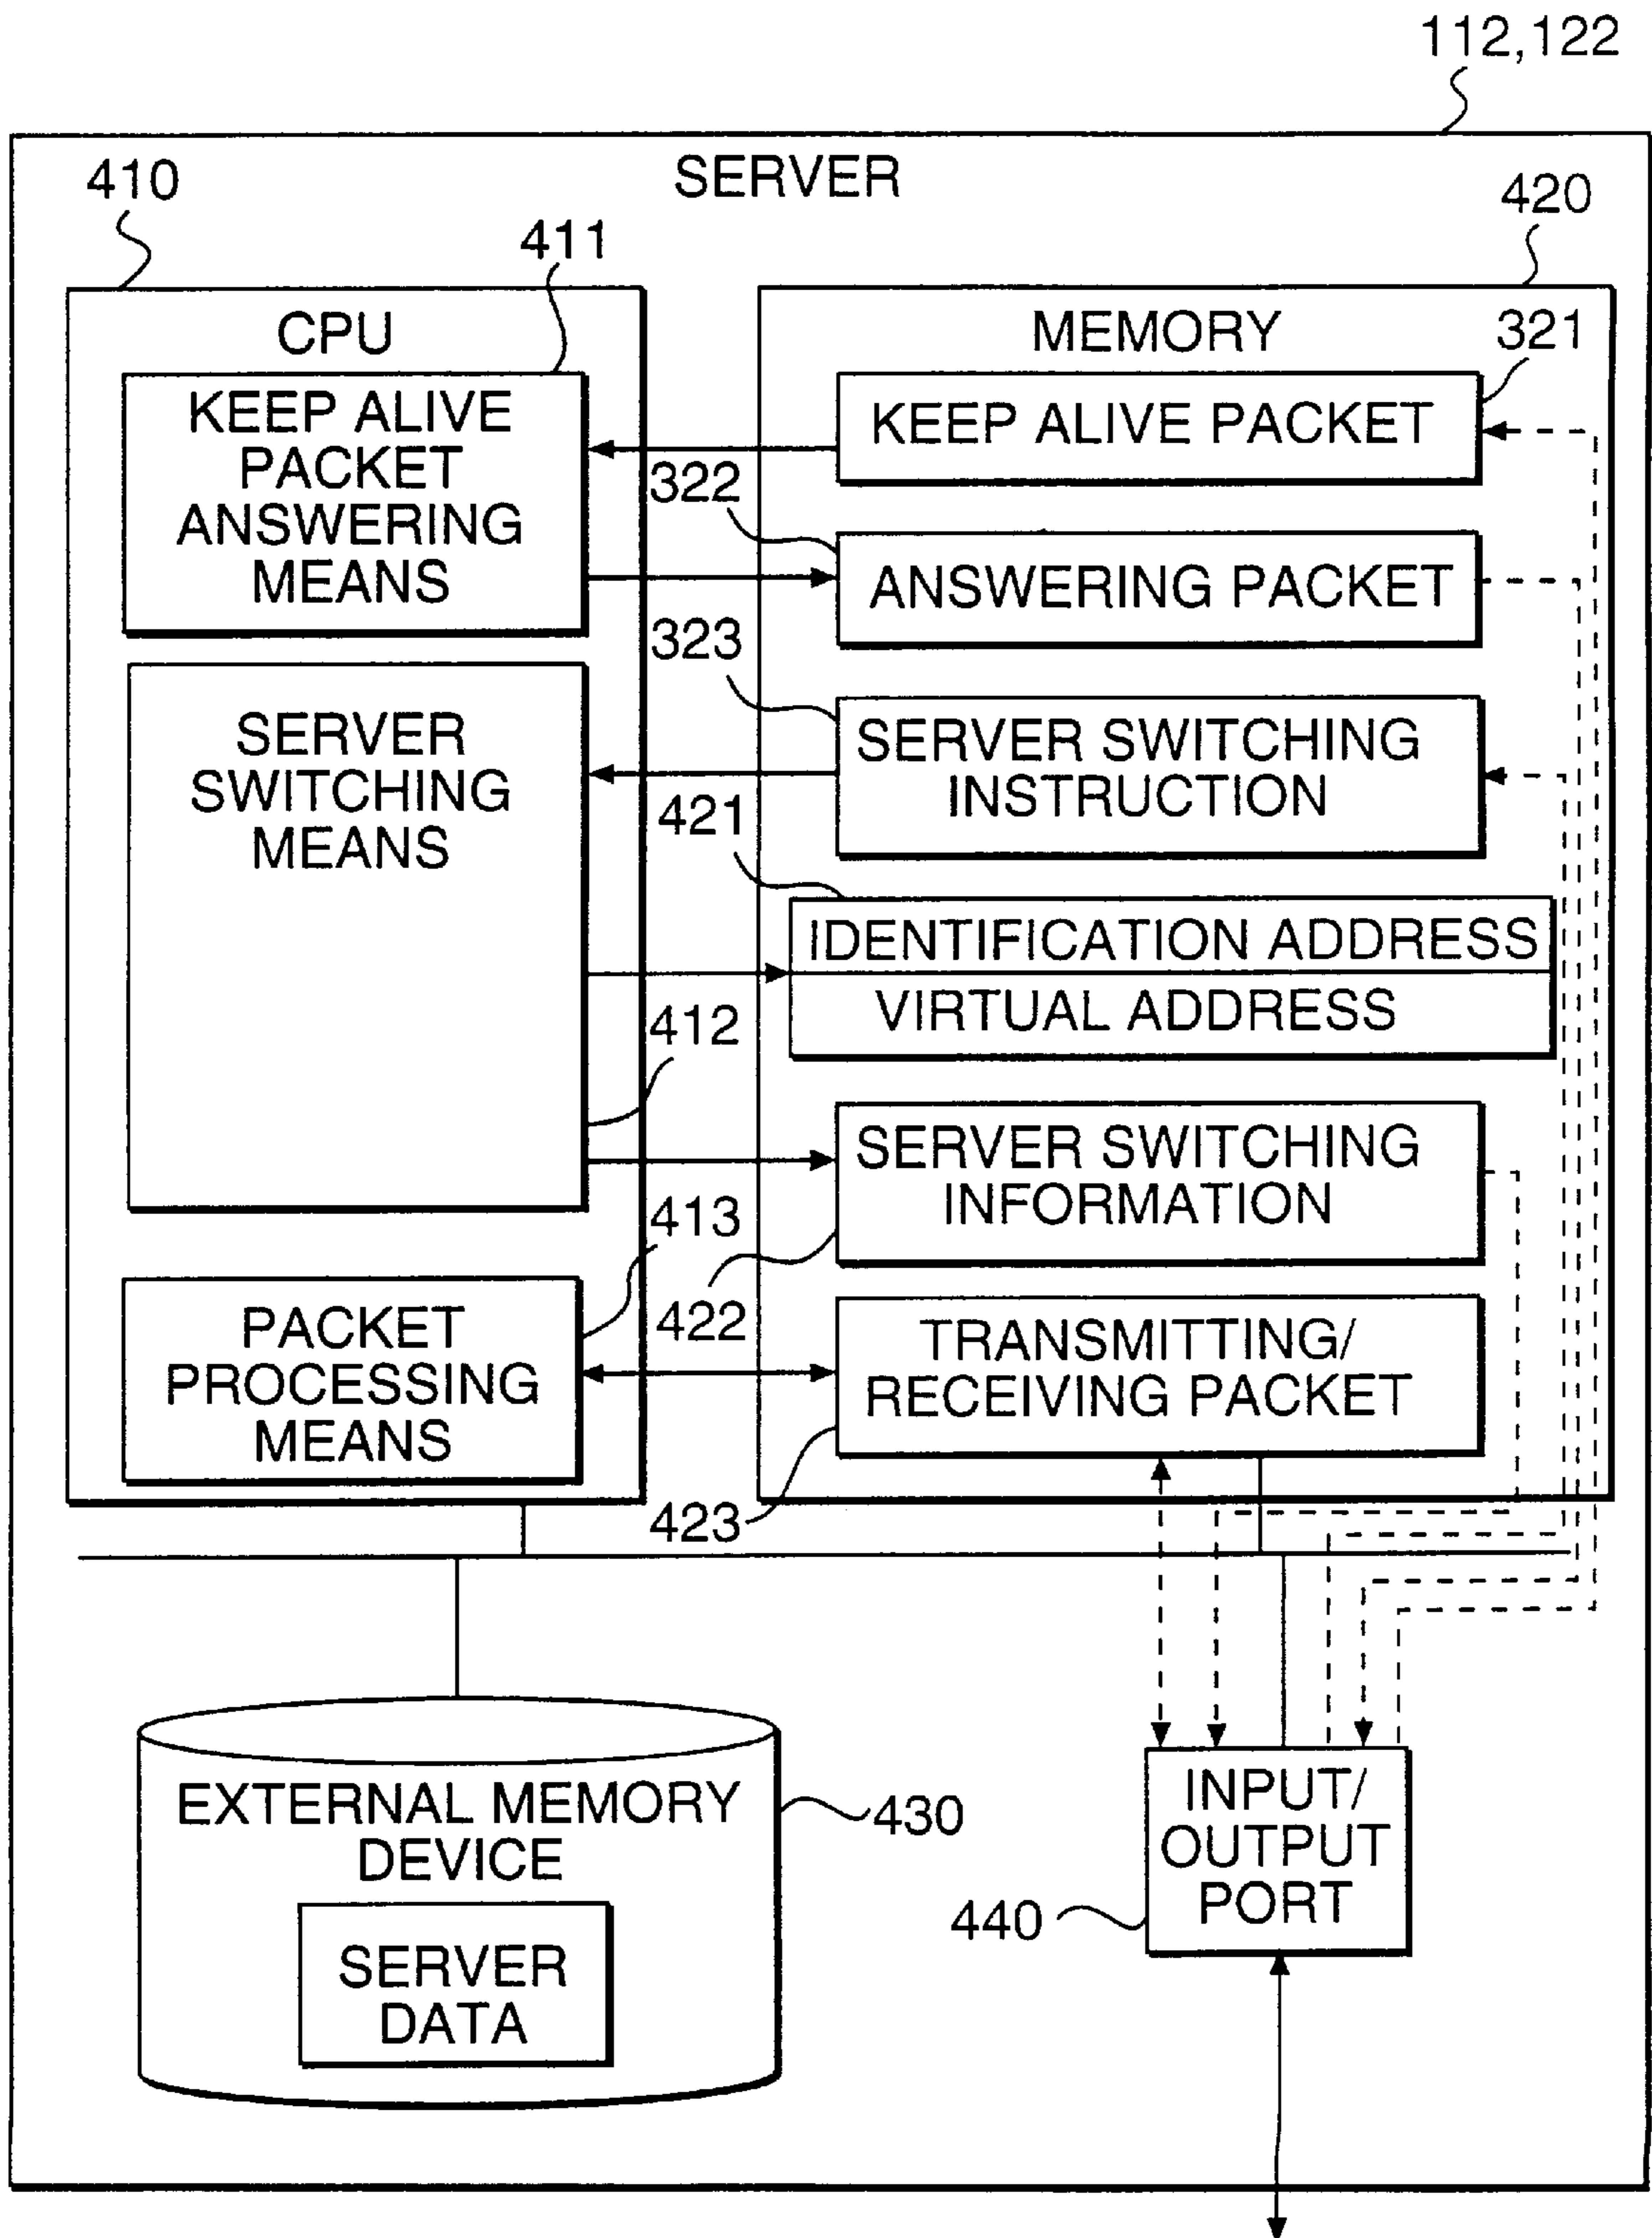 112,122
SERVER
410
411
420
CPU
MEMORY
321
KEEP ALIVE
PACKET
ANSWERING
MEANS
KEEP ALIVE PACKET
322
ANSWERING PACKET
323
SERVER
SWITCHING
MEANS
SERVER SWITCHING
INSTRUCTION
421
IDENTIFICATION ADDRESS
VIRTUAL ADDRESS
412
SERVER SWITCHING
INFORMATION
413
422
PACKET
PROCESSING
MEANS
TRANSMITTING/
RECEIVING PACKET
423
EXTERNAL MEMORY
DEVICE
430
SERVER
DATA
INPUT/
OUTPUT
PORT
440